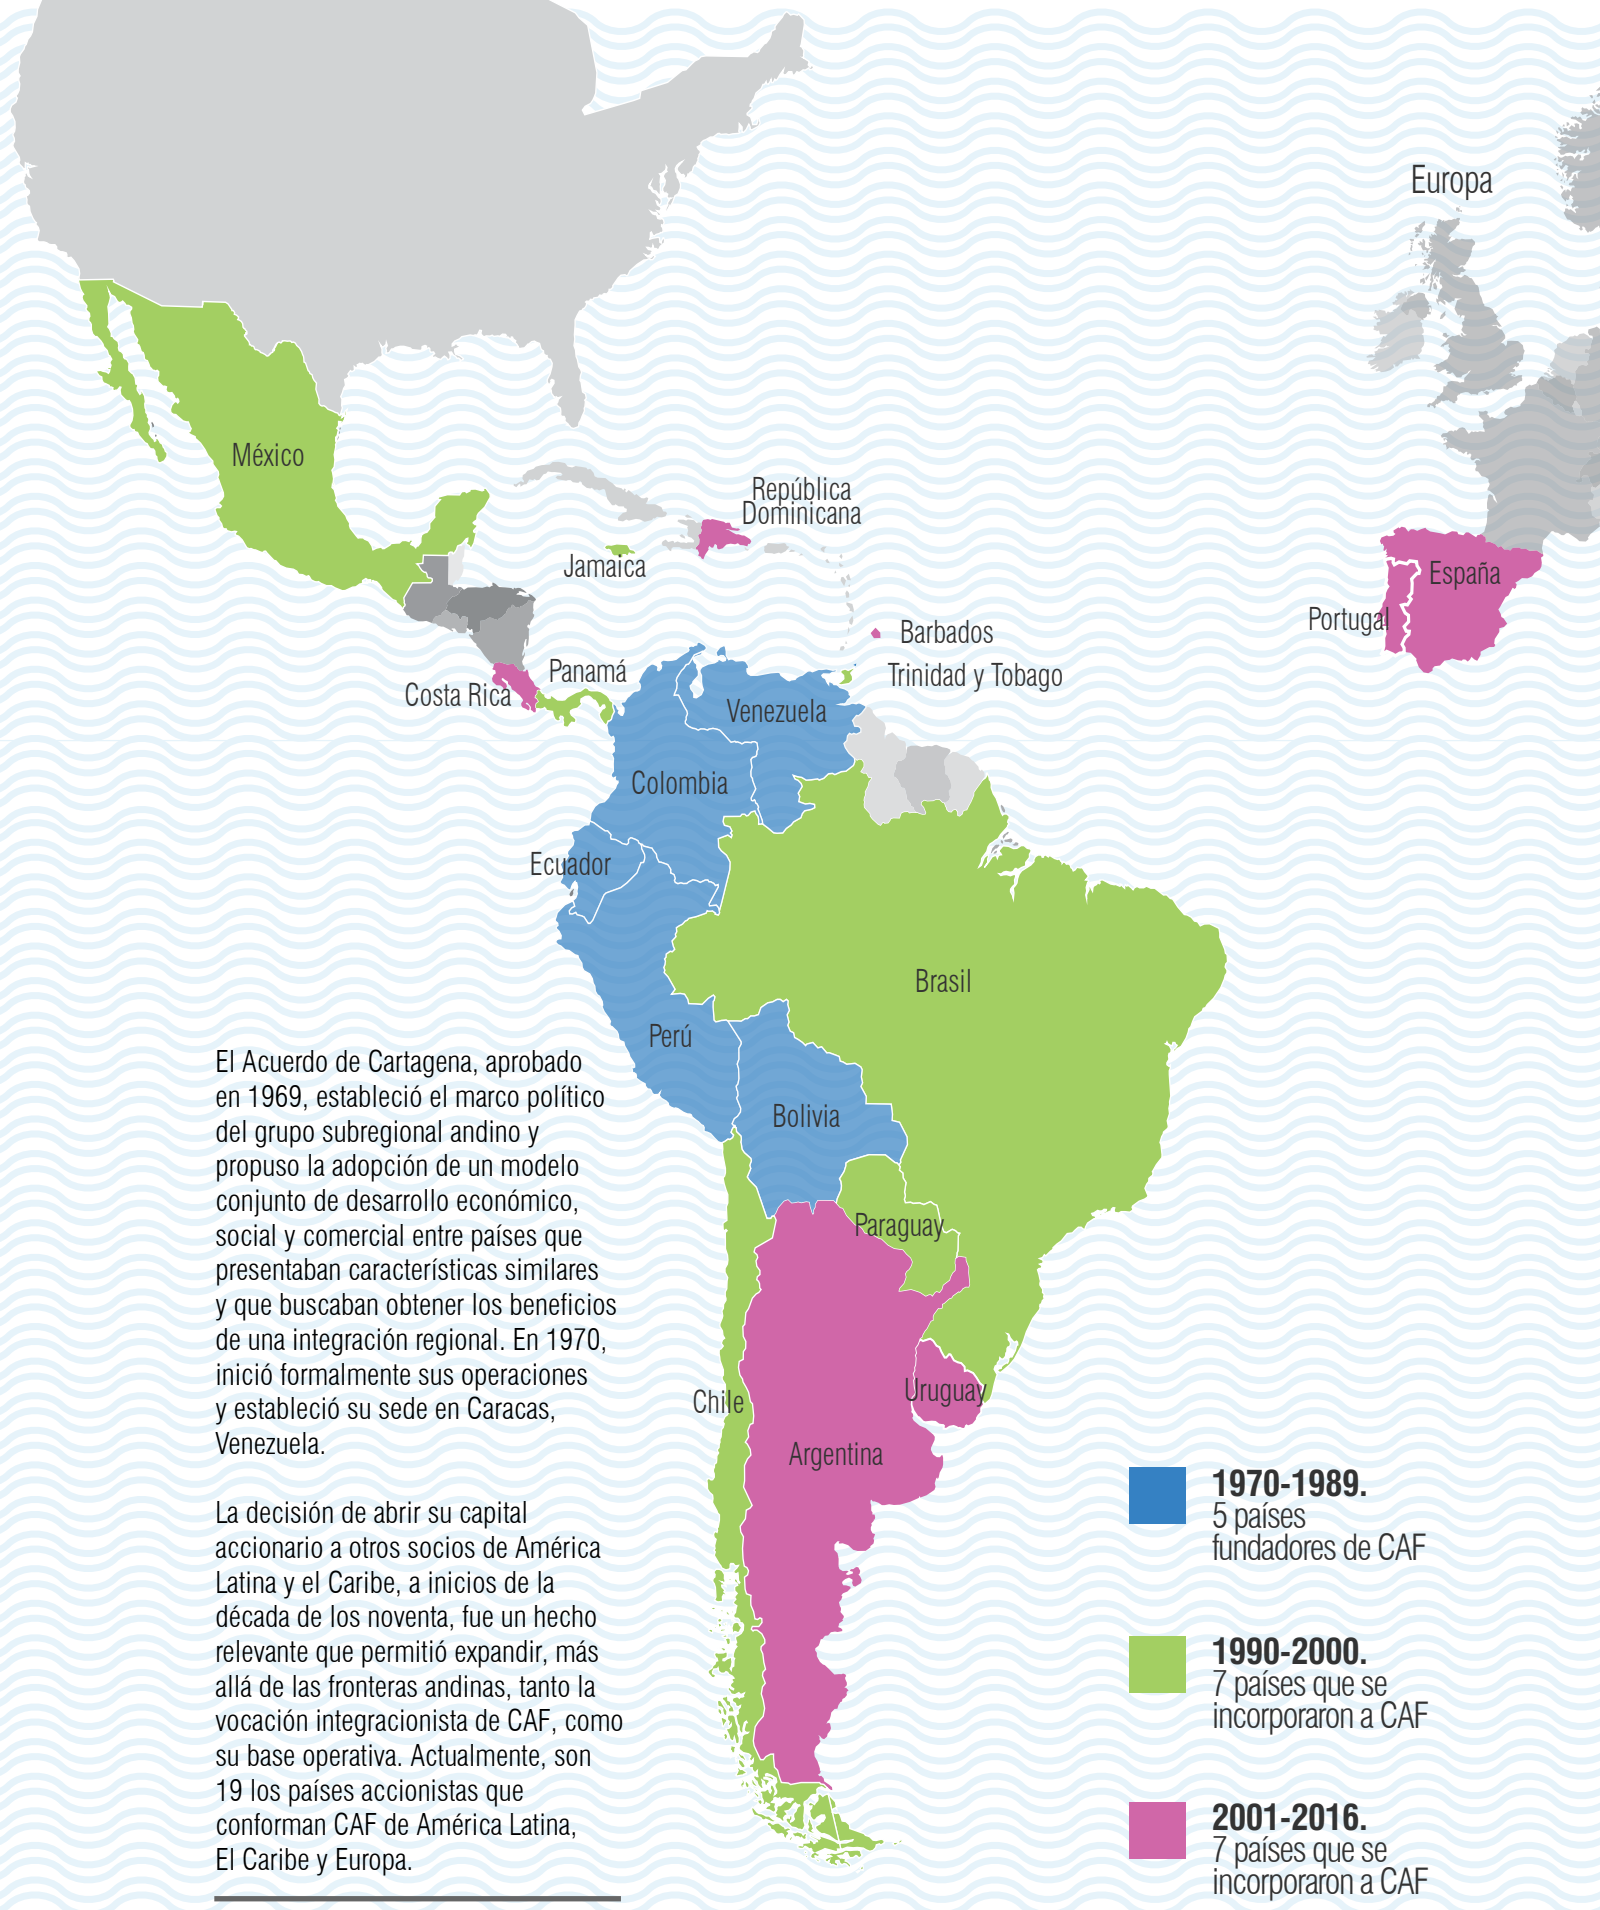 Europa
México
República
Dominicana
Jamaica
España
Portugal
Barbados
Panamá
Trinidad y Tobago
Costa Rica
Venezuela
Colombia
Ecuador
Brasil
Perú
Bolivia
Paraguay
Chile
Uruguay
Argentina
El Acuerdo de Cartagena, aprobado
en 1969, estableció el marco político
del grupo subregional andino y
propuso la adopción de un modelo
conjunto de desarrollo económico,
social y comercial entre países que
presentaban características similares
y que buscaban obtener los beneficios
de una integración regional. En 1970,
inició formalmente sus operaciones
y estableció su sede en Caracas,
Venezuela.
La decisión de abrir su capital
accionario a otros socios de América
Latina y el Caribe, a inicios de la
década de los noventa, fue un hecho
relevante que permitió expandir, más
allá de las fronteras andinas, tanto la
vocación integracionista de CAF, como
su base operativa. Actualmente, son
19 los países accionistas que
conforman CAF de América Latina,
El Caribe y Europa.
1970-1989.
5 países
fundadores de CAF
1990-2000.
7 países que se
incorporaron a CAF
2001-2016.
7 países que se
incorporaron a CAF